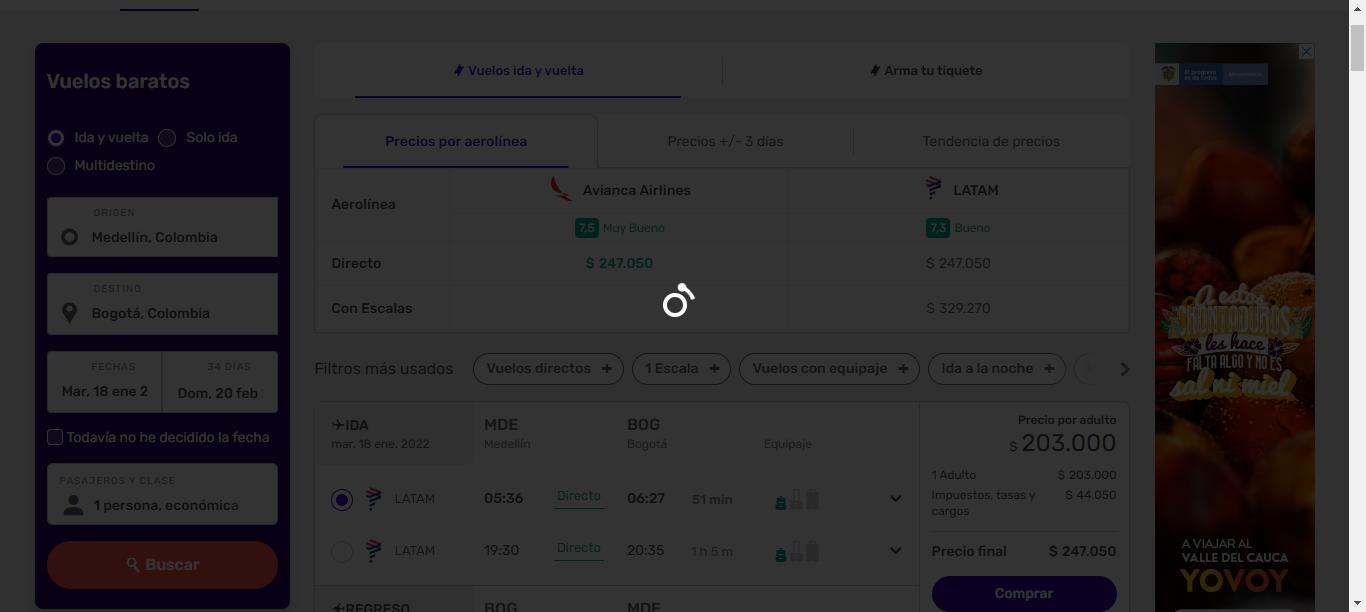 Vuelos baratos
Ida y vuelta
Solo ida
Multidestino
ORIGEN
Medellín, Colombia
DESTINO
Bogotá, Colombia
FECHAS
34 DÍAS
Mar, 18 ene 2
Dom, 20 feb
Todavía no he decidido la fecha
PASAJEROS Y CLASE
1 persona, económica
Buscar
Vuelos ida y vuelta
Arma tu tiquete
Precios por aerolínea
Precios +/- 3 días
Tendencia de precios
Aerolínea
Avianca Airlines
LATAM
7,5 Muy Bueno
7,3 Bueno
Directo
$ 247.050
$ 247.050
Con Escalas
$ 329.270
Filtros más usados
Vuelos directos +
1 Escala +
Vuelos con equipaje +
Ida a la noche +
IDA
mar. 18 ene. 2022
MDE
Medellín
BOG
Bogotá
Equipaje
LATAM
05:36
Directo
06:27
51 min
LATAM
19:30
Directo
20:35
1 h 5 m
REGRESO
BOG
MDE
Precio por adulto
$ 203.000
1 Adulto
$ 203.000
Impuestos, tasas y
cargos
$ 44.050
Precio final
$ 247.050
Comprar
El progreso
es de todos
A estos
CHONTADUROS
les hace
FALTA ALGO Y NO ES
sal ni miel
A VIAJAR AL
VALLE DEL CAUCA
YOVOY